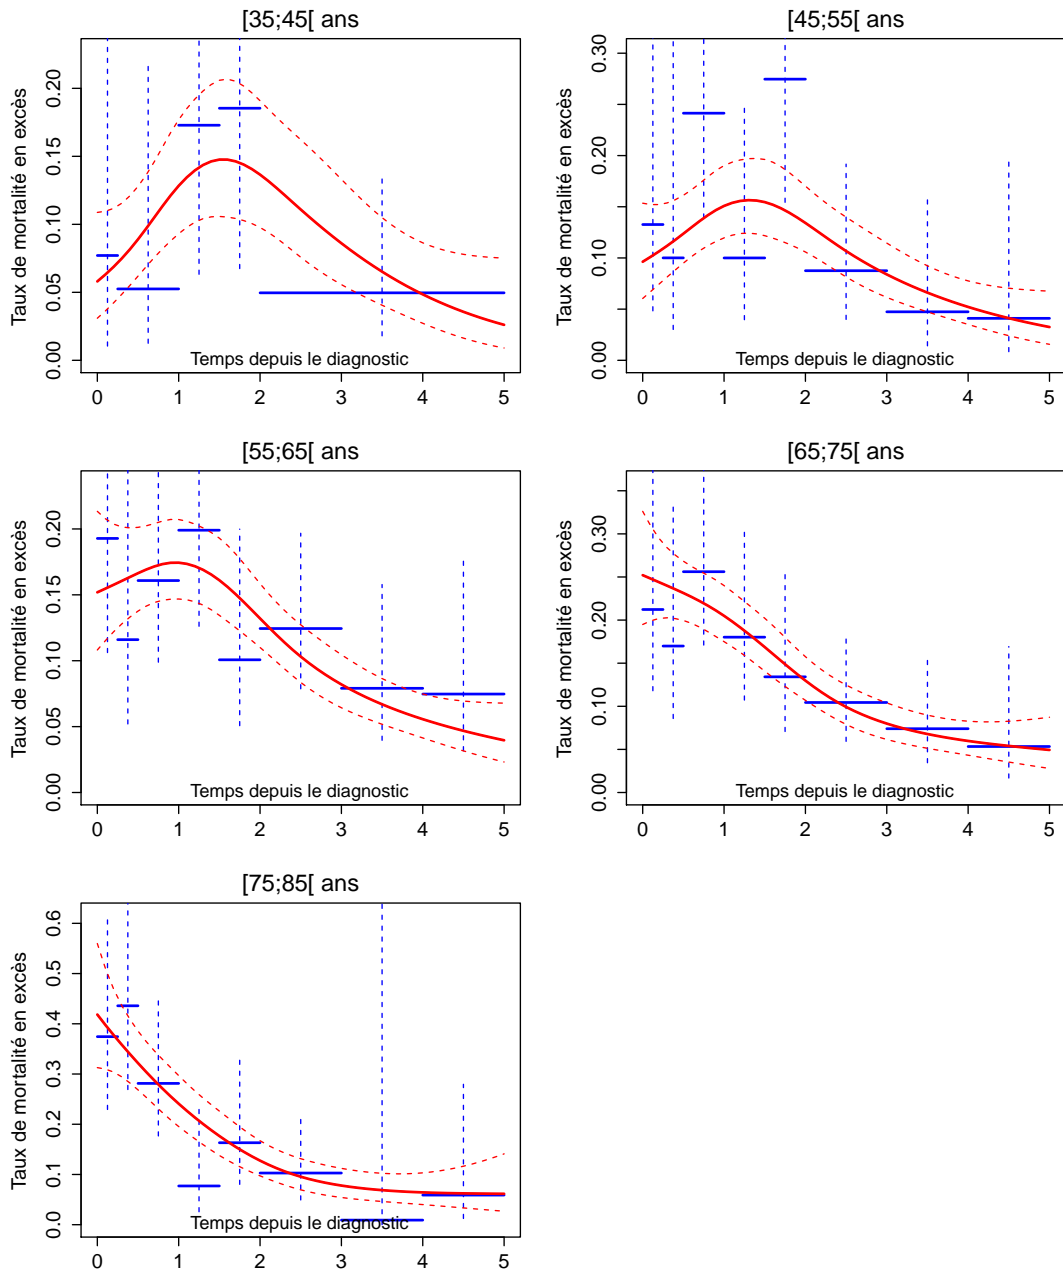 [35;45[ ans
Taux de mortalité en excès
0.00 0.05 0.10 0.15 0.20
Temps depuis le diagnostic
0 1 2 3 4 5
[45;55[ ans
Taux de mortalité en excès
0.00 0.10 0.20 0.30
Temps depuis le diagnostic
0 1 2 3 4 5
[55;65[ ans
Taux de mortalité en excès
0.00 0.05 0.10 0.15 0.20
Temps depuis le diagnostic
0 1 2 3 4 5
[65;75[ ans
Taux de mortalité en excès
0.00 0.10 0.20 0.30
Temps depuis le diagnostic
0 1 2 3 4 5
[75;85[ ans
Taux de mortalité en excès
0.0 0.1 0.2 0.3 0.4 0.5 0.6
Temps depuis le diagnostic
0 1 2 3 4 5